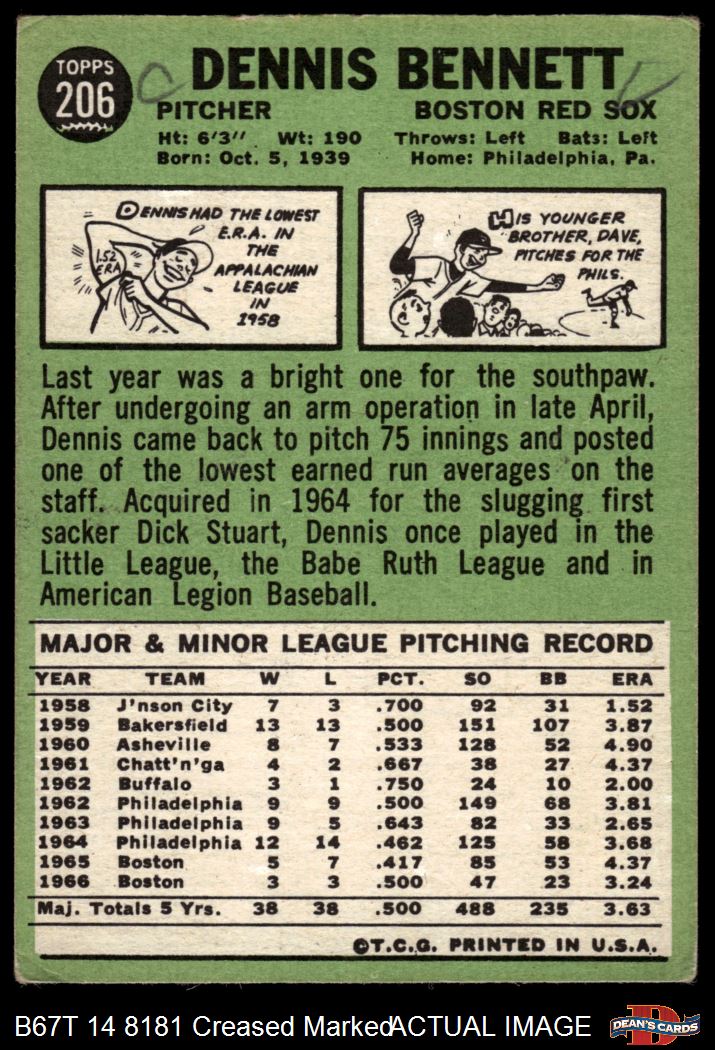 TOPPS
206
C DENNIS BENNETT
PITCHER BOSTON RED SOX
Ht: 6'3" Wt: 190 Throws: Left Bats: Left
Born: Oct. 5, 1939 Home: Philadelphia, Pa.
DENNIS HAD THE LOWEST
E.R.A. IN
THE
APPALACHIAN
LEAGUE
IN
1958
1.52
ERA
HIS YOUNGER
BROTHER, DAVE,
PITCHES FOR THE
PHILS.
Last year was a bright one for the southpaw.
After undergoing an arm operation in late April,
Dennis came back to pitch 75 innings and posted
one of the lowest earned run averages on the
staff. Acquired in 1964 for the slugging first
sacker Dick Stuart, Dennis once played in the
Little League, the Babe Ruth League and in
American Legion Baseball.
MAJOR & MINOR LEAGUE PITCHING RECORD
YEAR TEAM W L PCT. SO BB ERA
1958 J'nson City 7 3 .700 92 31 1.52
1959 Bakersfield 13 13 .500 151 107 3.87
1960 Asheville 8 7 .533 128 52 4.90
1961 Chatt'n'ga 4 2 .667 38 27 4.37
1962 Buffalo 3 1 .750 24 10 2.00
1962 Philadelphia 9 9 .500 149 68 3.81
1963 Philadelphia 9 5 .643 82 33 2.65
1964 Philadelphia 12 14 .462 125 58 3.68
1965 Boston 5 7 .417 85 53 4.37
1966 Boston 3 3 .500 47 23 3.24
Maj. Totals 5 Yrs. 38 38 .500 488 235 3.63
©T.C.G. PRINTED IN U.S.A.
B67T 14 8181 Creased Marked ACTUAL IMAGE
D
DEAN'S CARDS